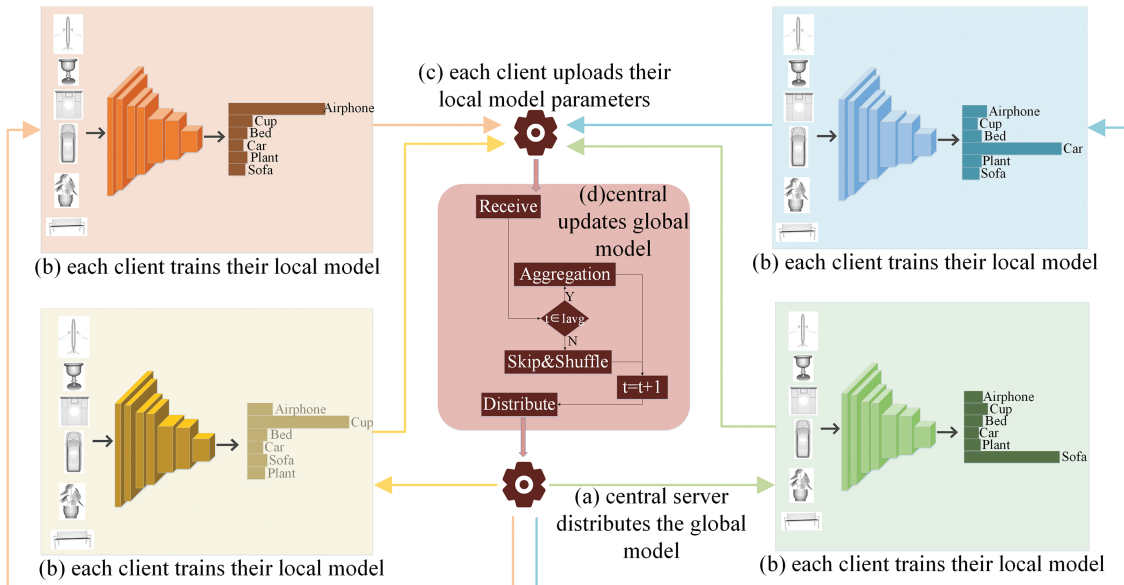 Airphone
Cup
Bed
Car
Plant
Sofa
(b) each client trains their local model
(c) each client uploads their
local model parameters
Airphone
Cup
Bed
Car
Plant
Sofa
(b) each client trains their local model
Receive
(d)central
updates global
model
Aggregation
Y
t∈Iavg
N
Skip&Shuffle
t=t+1
Distribute
Airphone
Cup
Bed
Car
Sofa
Plant
(b) each client trains their local model
(a) central server
distributes the global
model
Airphone
Cup
Bed
Car
Plant
Sofa
(b) each client trains their local model